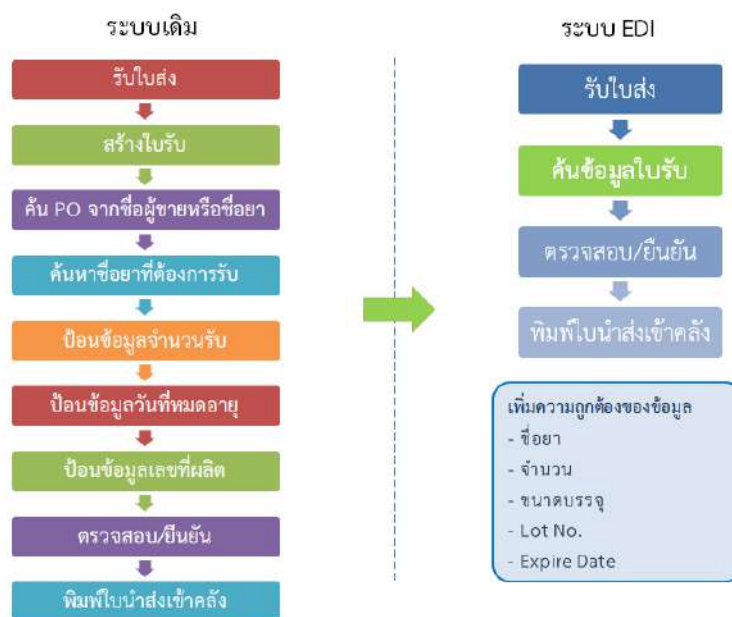 ระบบเดิม
รับใบส่ง
สร้างใบรับ
ค้น PO จากชื่อผู้ขายหรือชื่อยา
ค้นหาชื่อยาที่ต้องการรับ
ป้อนข้อมูลจำนวนรับ
ป้อนข้อมูลวันที่หมดอายุ
ป้อนข้อมูลเลขที่ผลิต
ตรวจสอบ/ยืนยัน
พิมพ์ใบนำส่งเข้าคลัง
ระบบ EDI
รับใบส่ง
ค้นข้อมูลใบรับ
ตรวจสอบ/ยืนยัน
พิมพ์ใบนำส่งเข้าคลัง
เพิ่มความถูกต้องของข้อมูล
- ชื่อยา
- จำนวน
- ขนาดบรรจุ
- Lot No.
- Expire Date